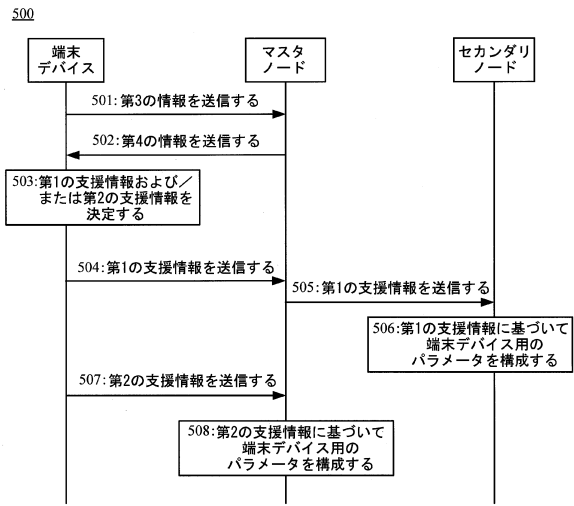 500
端末
デバイス
マスタ
ノード
セカンダリ
ノード
501:第3の情報を送信する
502:第4の情報を送信する
503:第1の支援情報および/
または第2の支援情報を
決定する
504:第1の支援情報を送信する
505:第1の支援情報を送信する
506:第1の支援情報に基づいて
端末デバイス用の
パラメータを構成する
507:第2の支援情報を送信する
508:第2の支援情報に基づいて
端末デバイス用の
パラメータを構成する